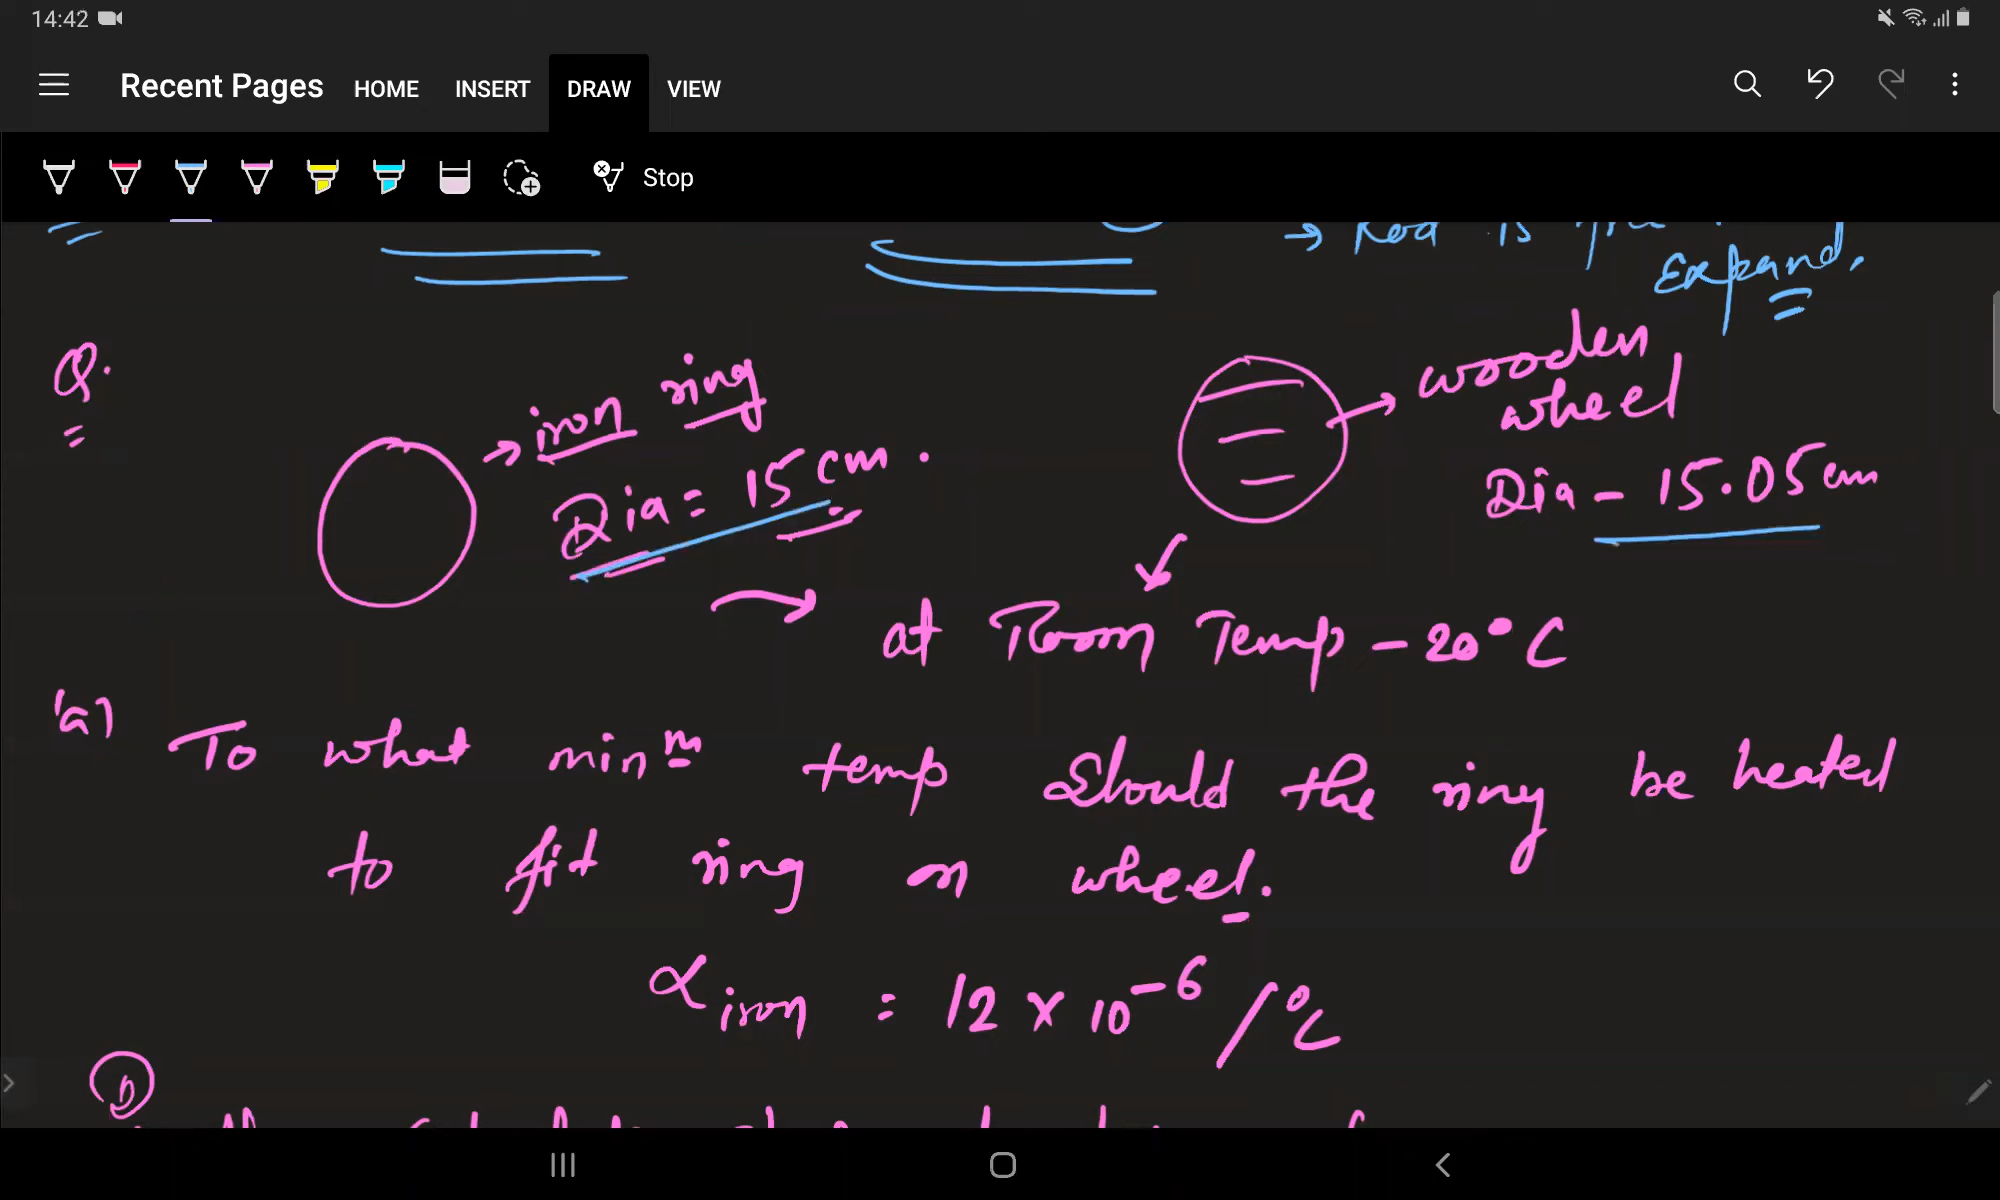 14:42
Recent Pages HOME INSERT DRAW VIEW
Stop
→ Rod is
Expand.
Q.
→ iron ring
Dia = 15 cm.
→ wooden
wheel
Dia - 15.05 cm
at Room Temp - 20°C
(a) To what minm temp should the ring be heated
to fit ring on wheel.
α iron = 12 × 10-6 /°C